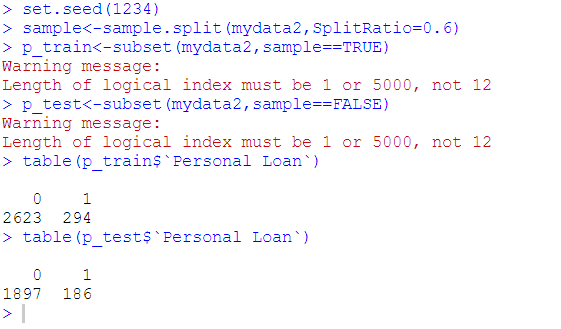 > set.seed(1234)
> sample<-sample.split(mydata2,SplitRatio=0.6)
> p_train<-subset(mydata2,sample==TRUE)
Warning message:
Length of logical index must be 1 or 5000, not 12
> p_test<-subset(mydata2,sample==FALSE)
Warning message:
Length of logical index must be 1 or 5000, not 12
> table(p_train$`Personal Loan`)
0 1
2623 294
> table(p_test$`Personal Loan`)
0 1
1897 186
>